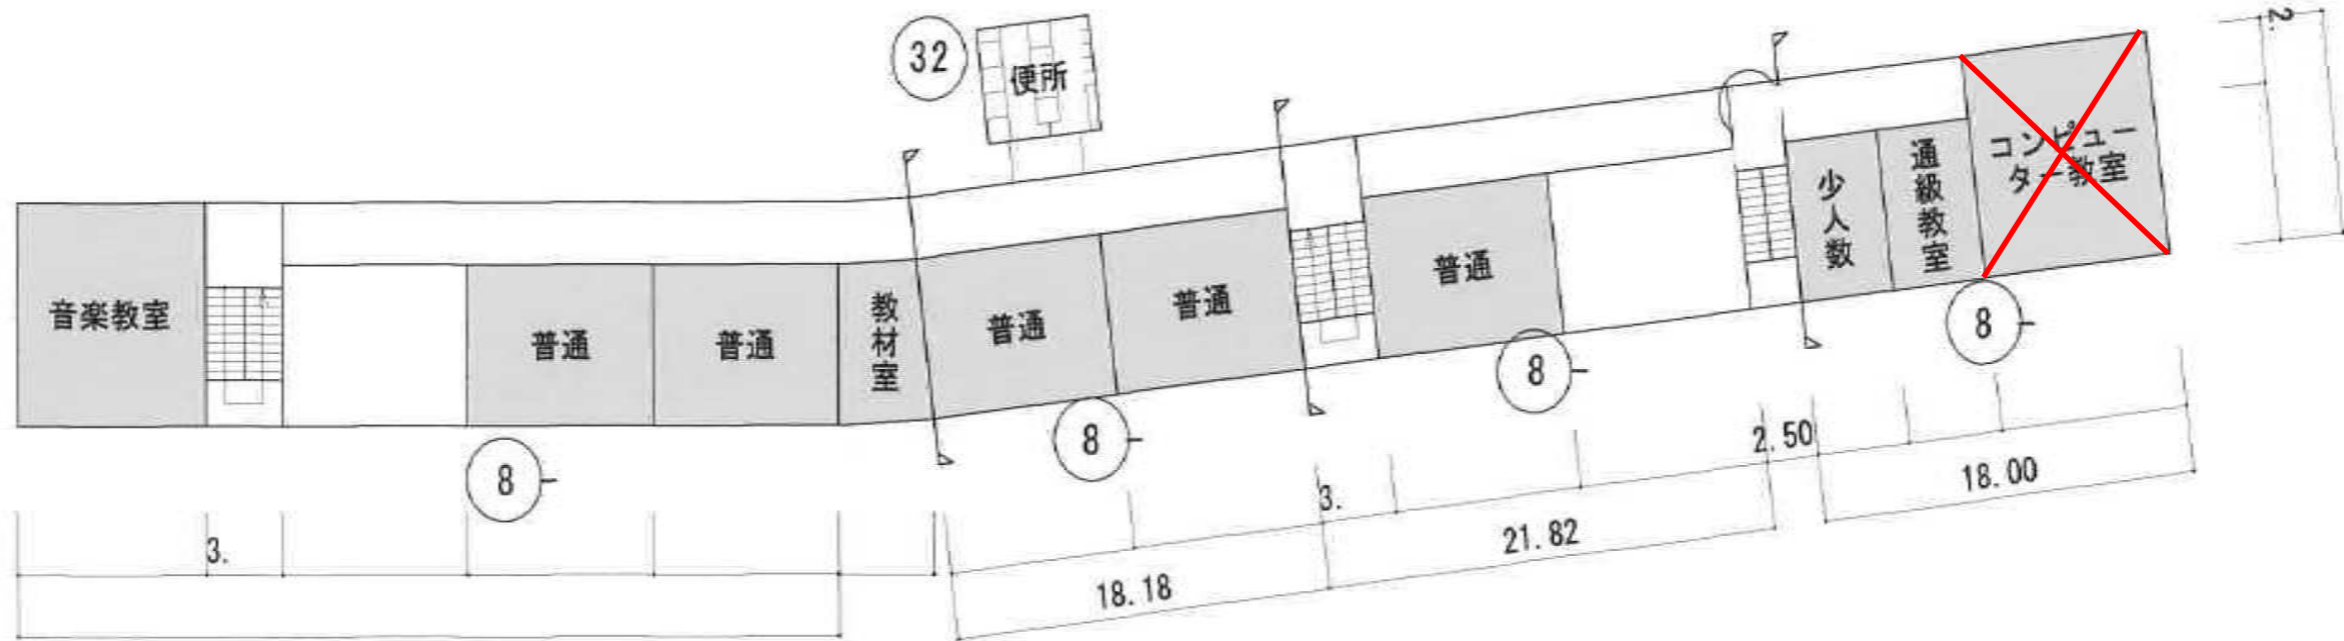 32
便所
2.
コンピュー
ター教室
通級教室
少人数
普通
普通
普通
教材室
普通
普通
音楽教室
8
8
8
8
2.50
18.00
3.
21.82
3.
18.18